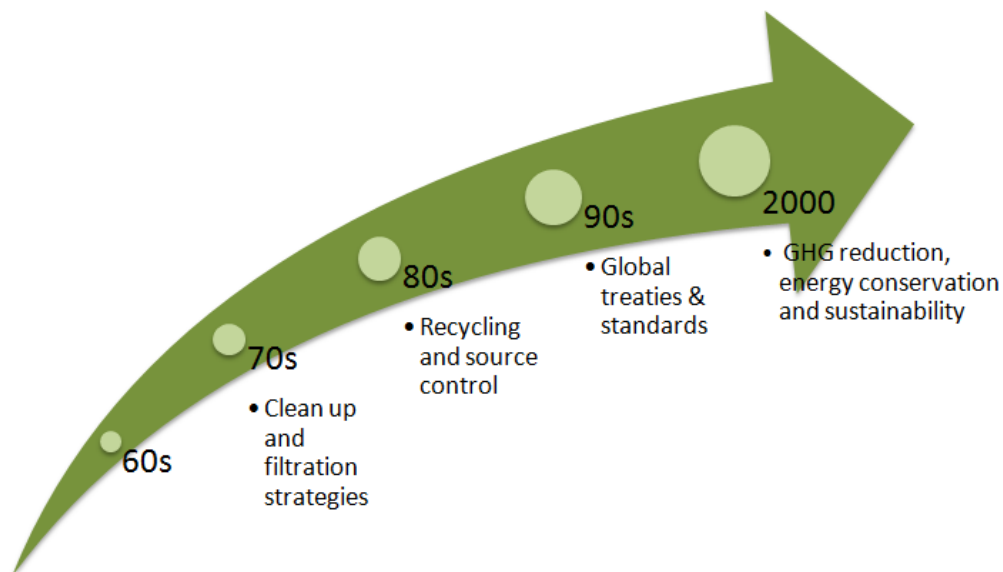 60s
70s
• Clean up
and
filtration
strategies
80s
• Recycling
and source
control
90s
• Global
treaties &
standards
2000
• GHG reduction,
energy conservation
and sustainability